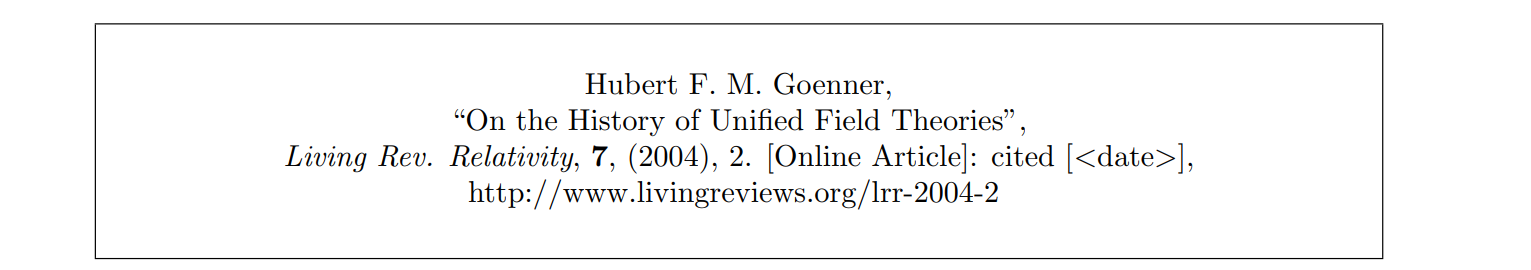 Hubert F. M. Goenner,
“On the History of Unified Field Theories”,
Living Rev. Relativity, 7, (2004), 2. [Online Article]: cited [<date>],
http://www.livingreviews.org/lrr-2004-2